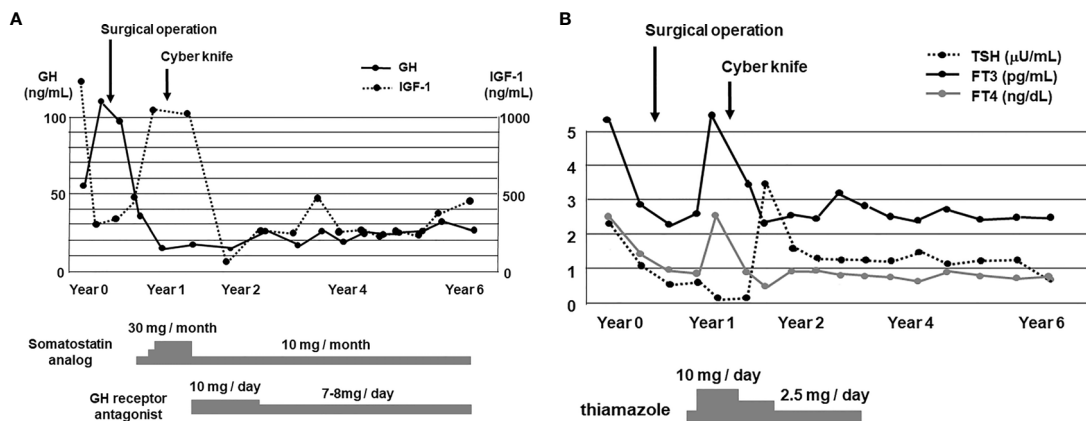 A
Surgical operation
Cyber knife
GH
(ng/mL)
GH
IGF-1
IGF-1
(ng/mL)
100
50
0
1000
500
0
Year 0 Year 1 Year 2 Year 4 Year 6
30 mg / month
Somatostatin
analog
10 mg / month
10 mg / day
7-8mg / day
GH receptor
antagonist
B
Surgical operation
Cyber knife
TSH (μU/mL)
FT3 (pg/mL)
FT4 (ng/dL)
5
4
3
2
1
0
Year 0 Year 1 Year 2 Year 4 Year 6
10 mg / day
2.5 mg / day
thiamazole